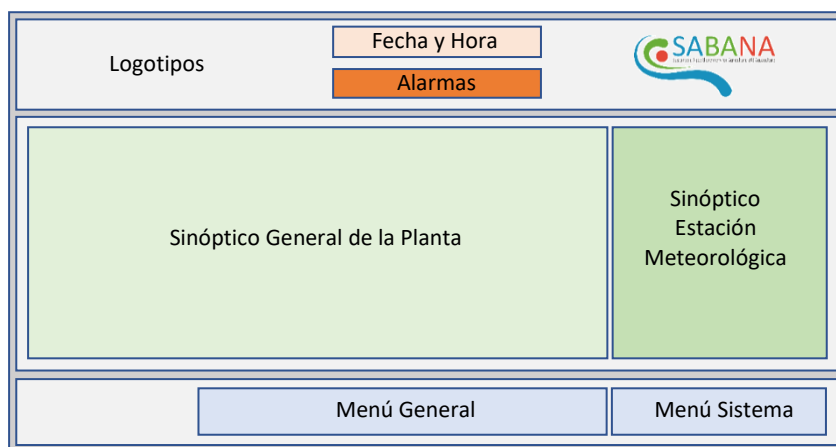 Fecha y Hora
Logotipos
SABANA
Alarmas
Sinóptico General de la Planta
Sinóptico
Estación
Meteorológica
Menú General
Menú Sistema